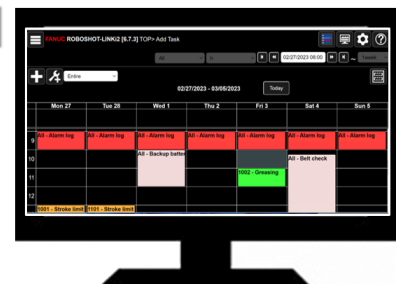 FANUC ROBOSHOT-LiNKi2 [6.7.3] TOP> Add Task
All
02/27/2023 08:00
~
1 week
Entire
02/27/2023 - 03/05/2023
Today
Mon 27 Tue 28 Wed 1 Thu 2 Fri 3 Sat 4 Sun 5
9 All - Alarm log All - Alarm log All - Alarm log All - Alarm log All - Alarm log All - Alarm log All - Alarm log
10 All - Backup batter All - Belt check
11 1002 - Greasing
12
1001 - Stroke limit 1101 - Stroke limit